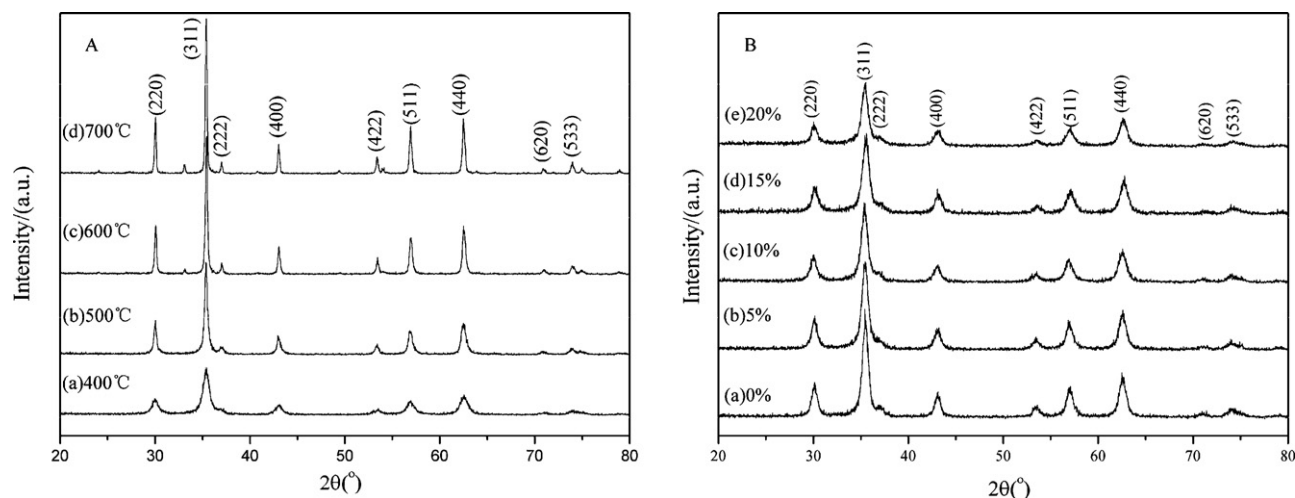 A
(220)
(311)
(222)
(400)
(422)
(511)
(440)
(620)
(533)
(d)700℃
(c)600℃
(b)500℃
(a)400℃
Intensity/(a.u.)
20 30 40 50 60 70 80
2θ(°)
B
(220)
(311)
(222)
(400)
(422)
(511)
(440)
(620)
(533)
(e)20%
(d)15%
(c)10%
(b)5%
(a)0%
Intensity/(a.u.)
20 30 40 50 60 70 80
2θ(°)